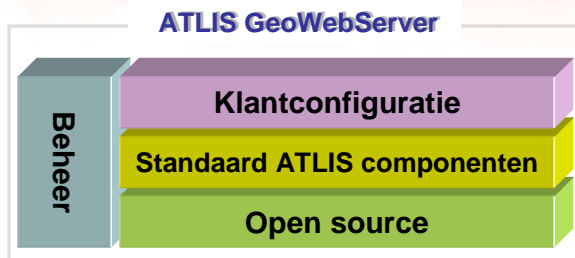 ATLIS GeoWebServer
Beheer
Klantconfiguratie
Standaard ATLIS componenten
Open source